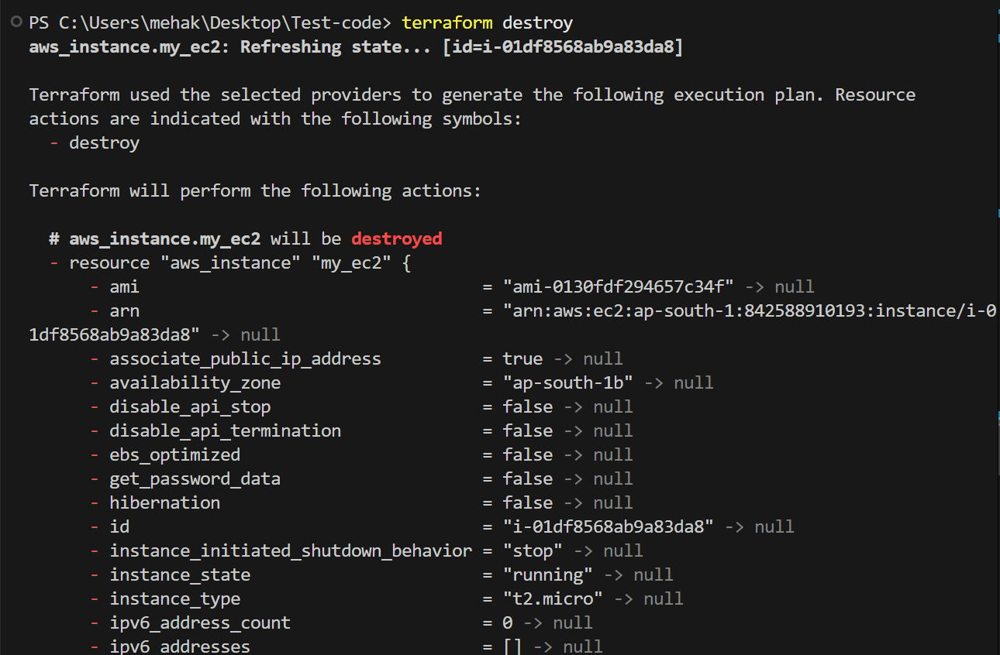 PS C:\Users\mehak\Desktop\Test-code> terraform destroy
aws_instance.my_ec2: Refreshing state... [id=i-01df8568ab9a83da8]

Terraform used the selected providers to generate the following execution plan. Resource
actions are indicated with the following symbols:
  - destroy

Terraform will perform the following actions:

  # aws_instance.my_ec2 will be destroyed
  - resource "aws_instance" "my_ec2" {
      - ami                                  = "ami-0130fdf294657c34f" -> null
      - arn                                  = "arn:aws:ec2:ap-south-1:842588910193:instance/i-0
1df8568ab9a83da8" -> null
      - associate_public_ip_address          = true -> null
      - availability_zone                    = "ap-south-1b" -> null
      - disable_api_stop                     = false -> null
      - disable_api_termination              = false -> null
      - ebs_optimized                        = false -> null
      - get_password_data                    = false -> null
      - hibernation                          = false -> null
      - id                                   = "i-01df8568ab9a83da8" -> null
      - instance_initiated_shutdown_behavior = "stop" -> null
      - instance_state                       = "running" -> null
      - instance_type                        = "t2.micro" -> null
      - ipv6_address_count                   = 0 -> null
      - ipv6_addresses                       = [] -> null